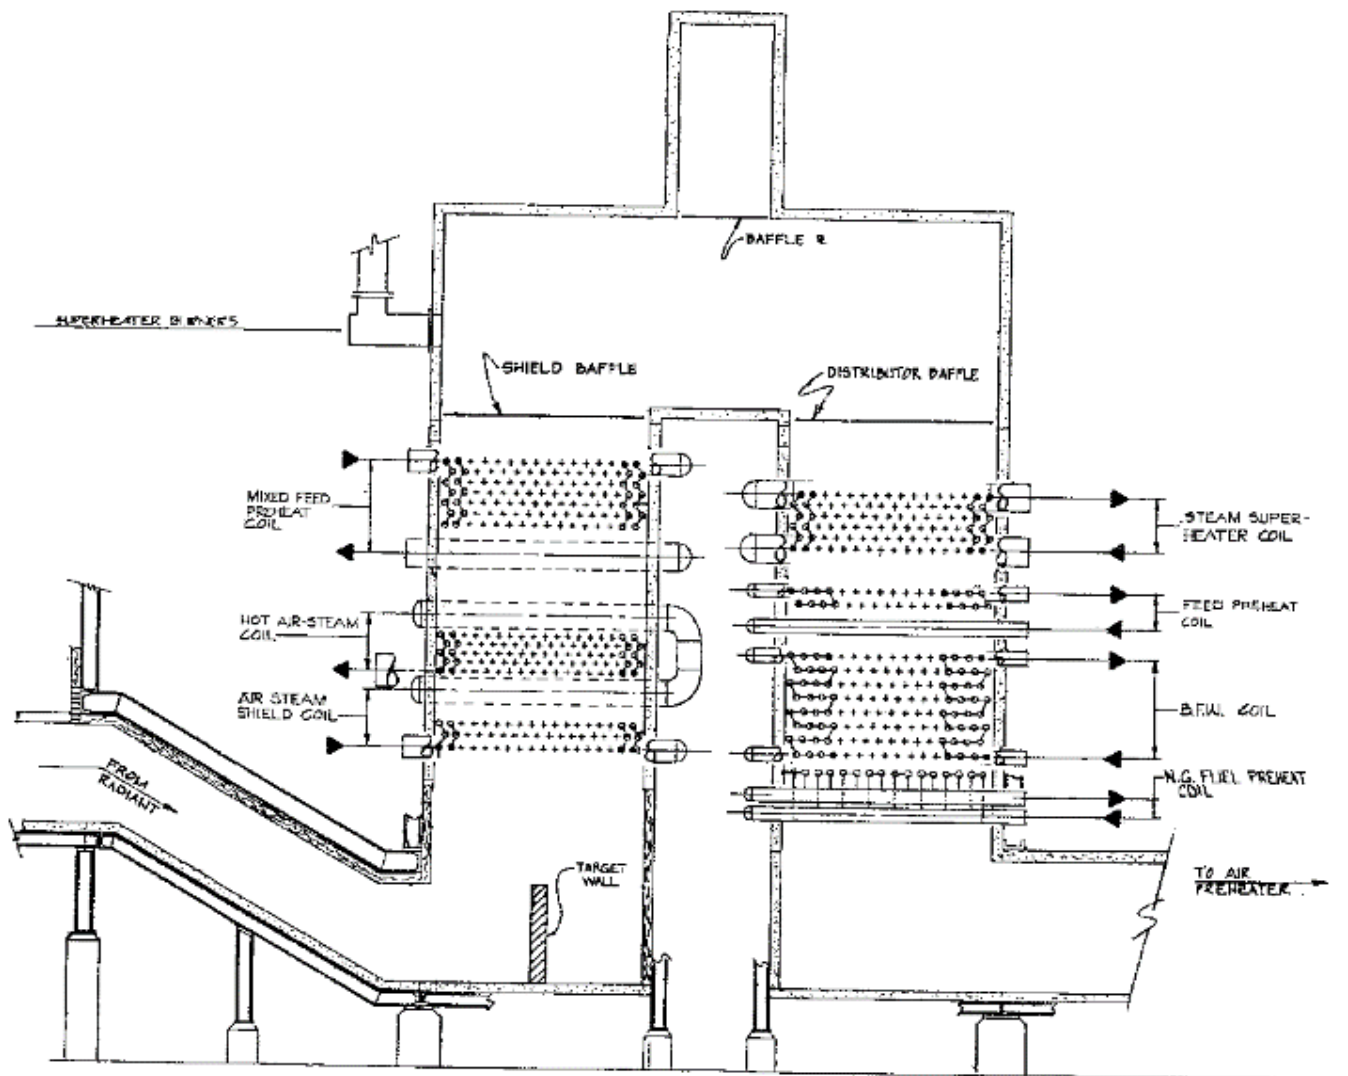 BAFFLE 2
SUPERHEATER BURNERS
SHIELD BAFFLE
DISTRIBUTOR BAFFLE
MIXED FEED
PREHEAT
COIL
STEAM SUPER-
HEATER COIL
HOT AIR-STEAM
COIL
FEED PREHEAT
COIL
AIR STEAM
SHIELD COIL
B.F.W. COIL
FROM
RADIANT
N.G. FUEL PREHEAT
COIL
TARGET
WALL
TO AIR
PREHEATER